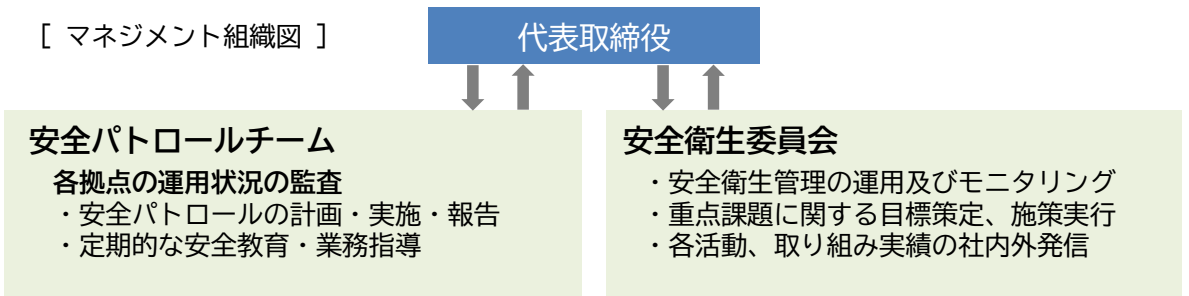 [ マネジメント組織図 ]
代表取締役
安全パトロールチーム
各拠点の運用状況の監査
・安全パトロールの計画・実施・報告
・定期的な安全教育・業務指導
安全衛生委員会
・安全衛生管理の運用及びモニタリング
・重点課題に関する目標策定、施策実行
・各活動、取り組み実績の社内外発信